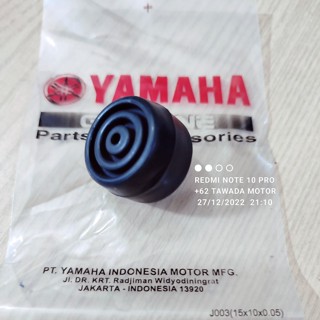 YAMAHA
GENUINE
Parts & Accessories
REDMI NOTE 10 PRO
+62 TAWADA MOTOR
27/12/2022 21:10
PT. YAMAHA INDONESIA MOTOR MFG.
Jl. DR. KRT. Radjiman Widyodiningrat
JAKARTA - INDONESIA 13920
J003(15x10x0.05)